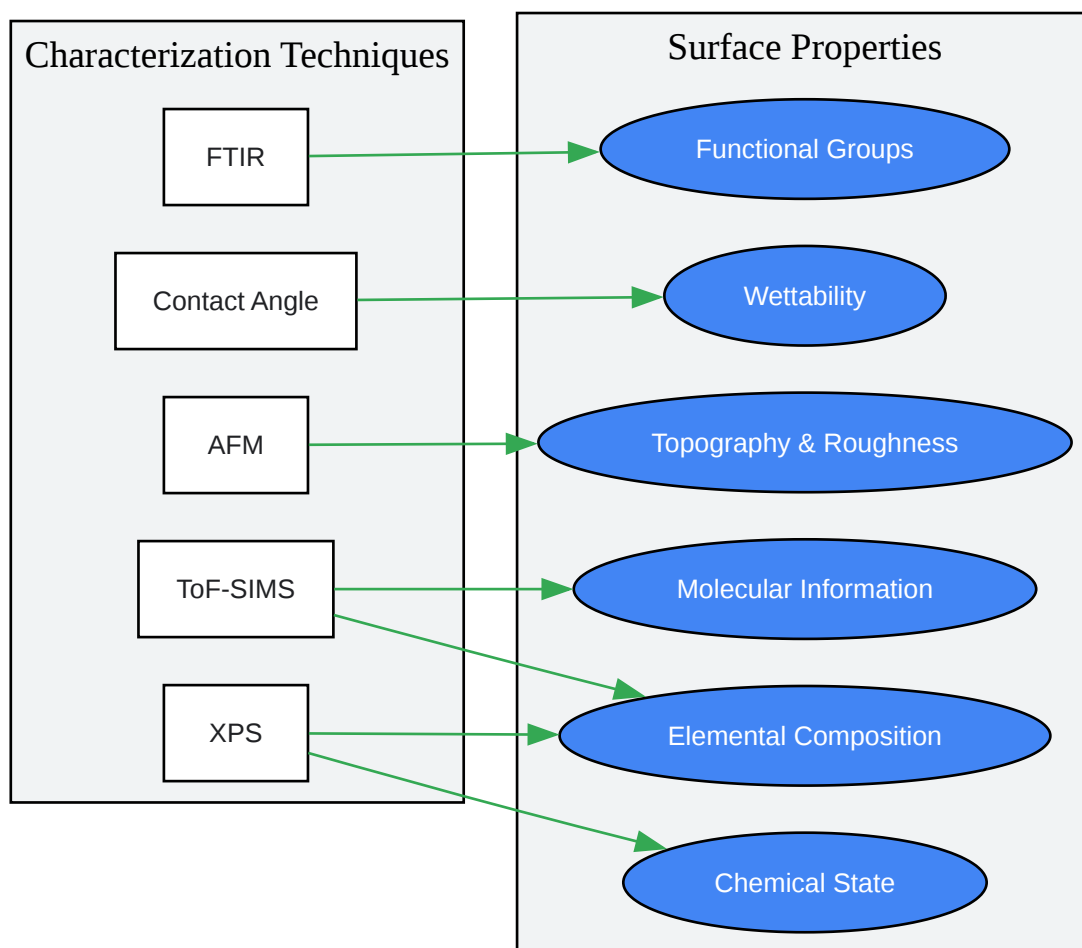 Characterization Techniques
FTIR
Contact Angle
AFM
ToF-SIMS
XPS
Surface Properties
Functional Groups
Wettability
Topography & Roughness
Molecular Information
Elemental Composition
Chemical State